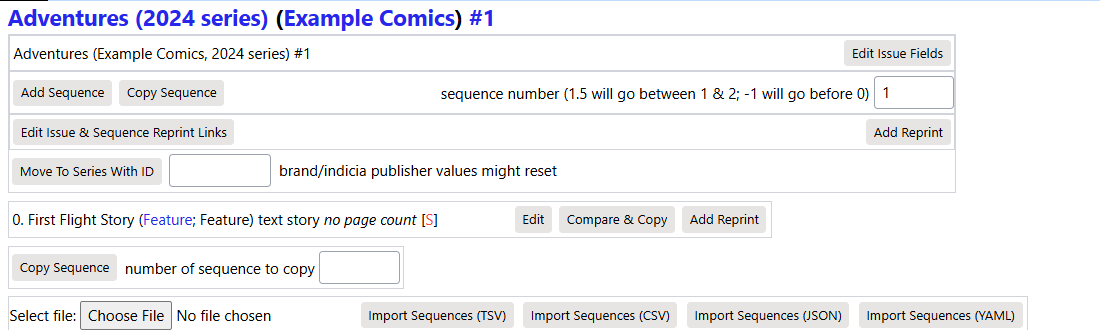 Adventures (2024 series) (Example Comics) #1
Adventures (Example Comics, 2024 series) #1 Edit Issue Fields
Add Sequence Copy Sequence sequence number (1.5 will go between 1 & 2; -1 will go before 0) 1
Edit Issue & Sequence Reprint Links Add Reprint
Move To Series With ID brand/indicia publisher values might reset
0. First Flight Story (Feature; Feature) text story no page count [S] Edit Compare & Copy Add Reprint
Copy Sequence number of sequence to copy
Select file: Choose File No file chosen Import Sequences (TSV) Import Sequences (CSV) Import Sequences (JSON) Import Sequences (YAML)